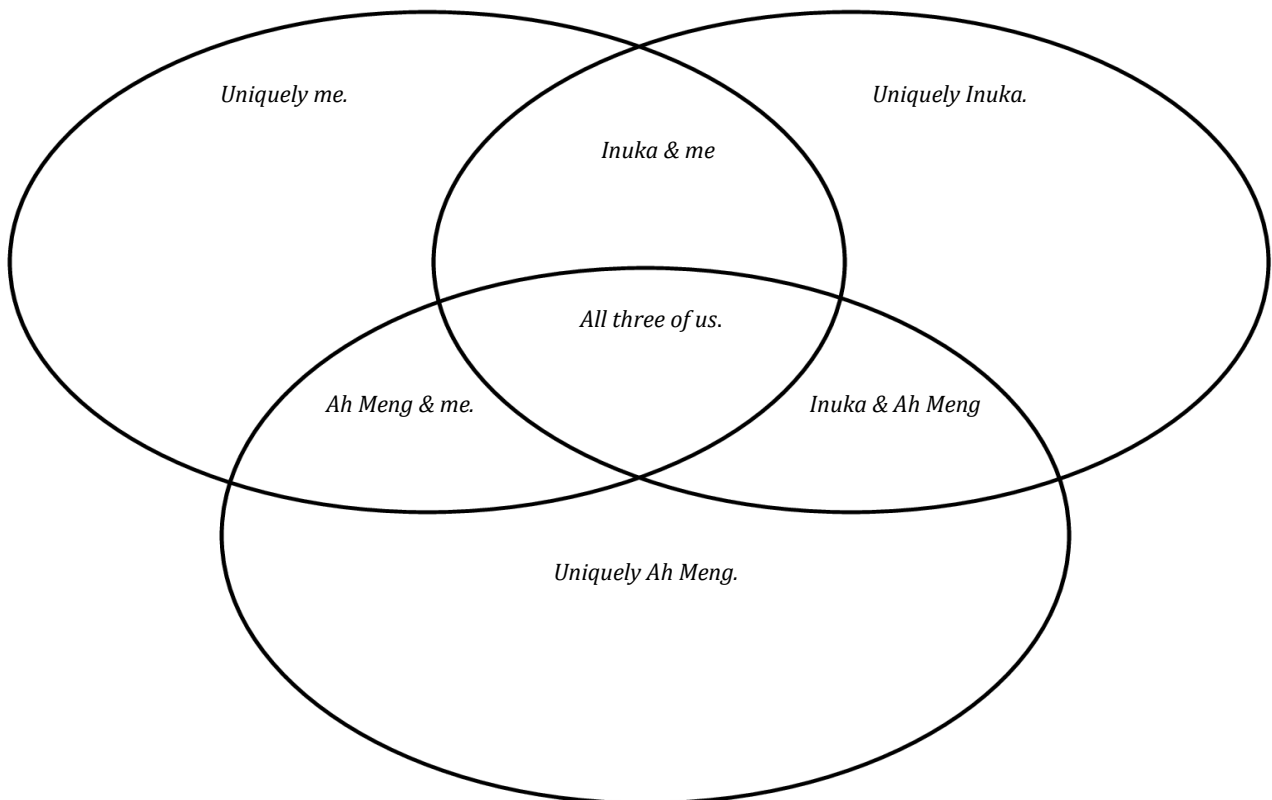 Uniquely me.
Uniquely Inuka.
Inuka & me
All three of us.
Ah Meng & me.
Inuka & Ah Meng
Uniquely Ah Meng.